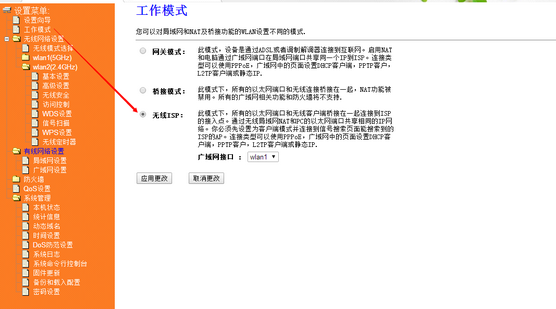 设置菜单:
设置向导
工作模式
无线网络设置
无线模式选择
wlan1(5GHz)
wlan2(2.4GHz)
基本设置
高级设置
无线安全
访问控制
WDS设置
信号扫描
WPS设置
无线定时器
有线网络设置
局域网设置
广域网设置
防火墙
QoS设置
系统管理
本机状态
统计信息
动态域名
时间设置
DoS防范设置
系统日志
系统命令行控制台
固件更新
备份和载入配置
密码设置
工作模式
您可以对局域网和NAT及桥接功能的WLAN设置不同的模式.
网关模式:
此模式，设备是通过ADSL或者调制解调器连接到互联网。启用NAT
和电脑通过广域网端口在局域网端口共享同一个IP到ISP。连接类
型可以使用PPPoE，广域网中的页面设置DHCP客户端，PPTP客户，
L2TP客户或静态IP.
桥接模式:
此模式下，所有的以太网端口和无线连接桥接在一起，NAT功能被
禁用。所有的广域网相关功能和防火墙将不支持.
无线ISP:
此模式下，所有的以太网端口和无线客户端桥接在一起连接到ISP
的接入点。通过无线局域网NAT和PC的以太网端口共享相同的IP网
络。你必须先设置为客户端模式并连接到信号搜索页面能搜索到的
ISP的AP。连接类型可以使用PPPoE，广域网中的页面设置DHCP客
户端，PPTP客户，L2TP客户端或静态IP.
广域网接口 : wlan1
应用更改 取消更改